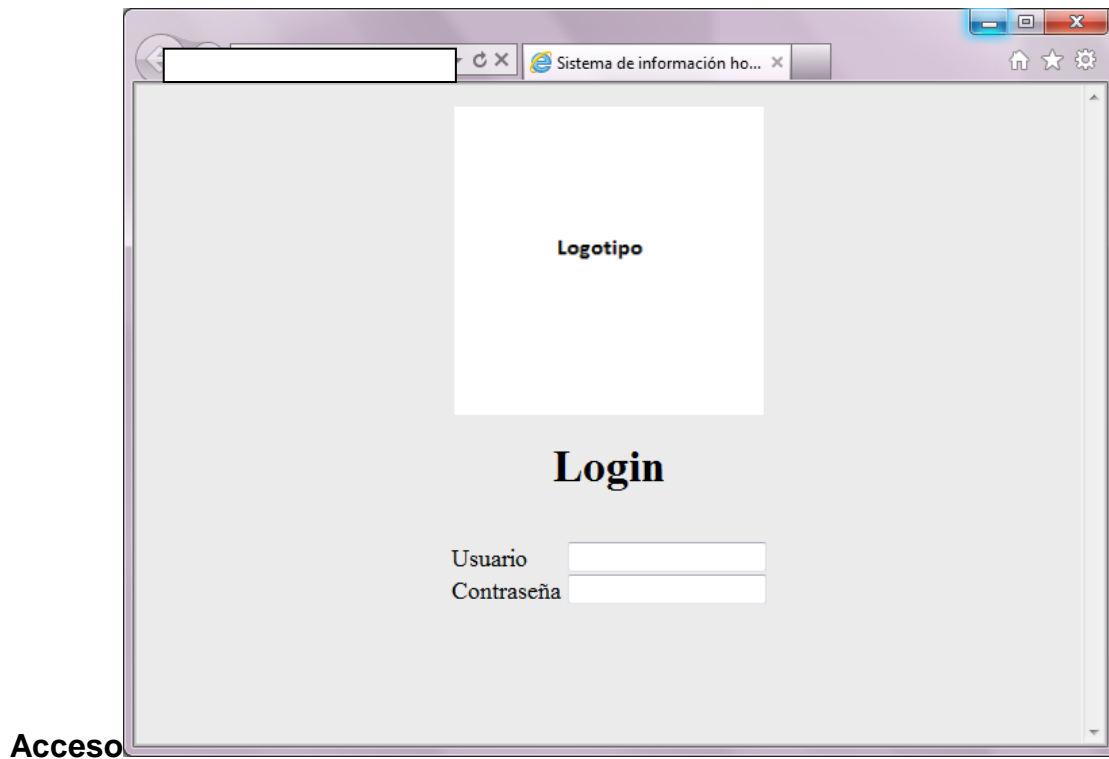 Sistema de información ho...
Logotipo
Login
Usuario
Contraseña
Acceso